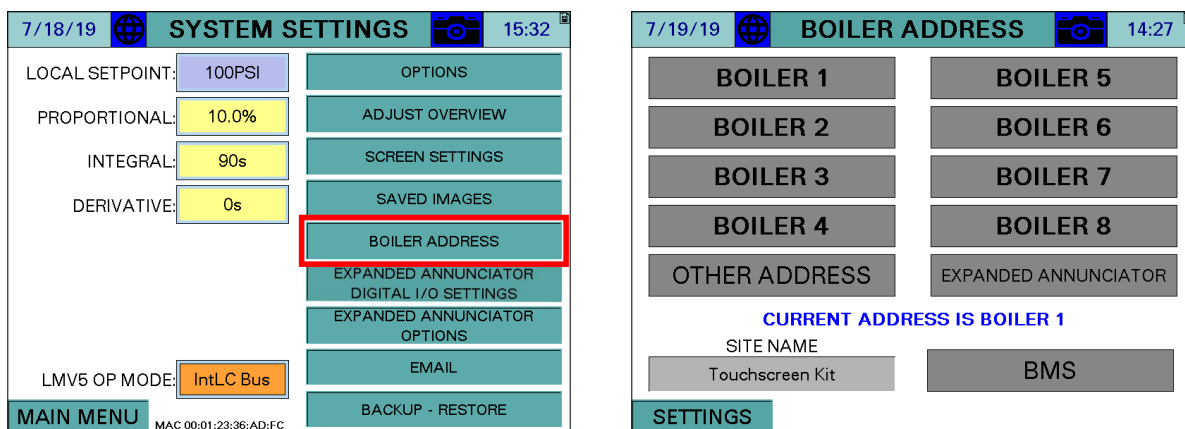 7/18/19 SYSTEM SETTINGS 15:32
LOCAL SETPOINT: 100PSI
PROPORTIONAL: 10.0%
INTEGRAL: 90s
DERIVATIVE: 0s
LMV5 OP MODE: IntLC Bus
OPTIONS
ADJUST OVERVIEW
SCREEN SETTINGS
SAVED IMAGES
BOILER ADDRESS
EXPANDED ANNUNCIATOR
DIGITAL I/O SETTINGS
EXPANDED ANNUNCIATOR
OPTIONS
EMAIL
BACKUP - RESTORE
MAIN MENU MAC 00:01:23:36:AD:FC
7/19/19 BOILER ADDRESS 14:27
BOILER 1 BOILER 5
BOILER 2 BOILER 6
BOILER 3 BOILER 7
BOILER 4 BOILER 8
OTHER ADDRESS EXPANDED ANNUNCIATOR
CURRENT ADDRESS IS BOILER 1
SITE NAME
Touchscreen Kit BMS
SETTINGS